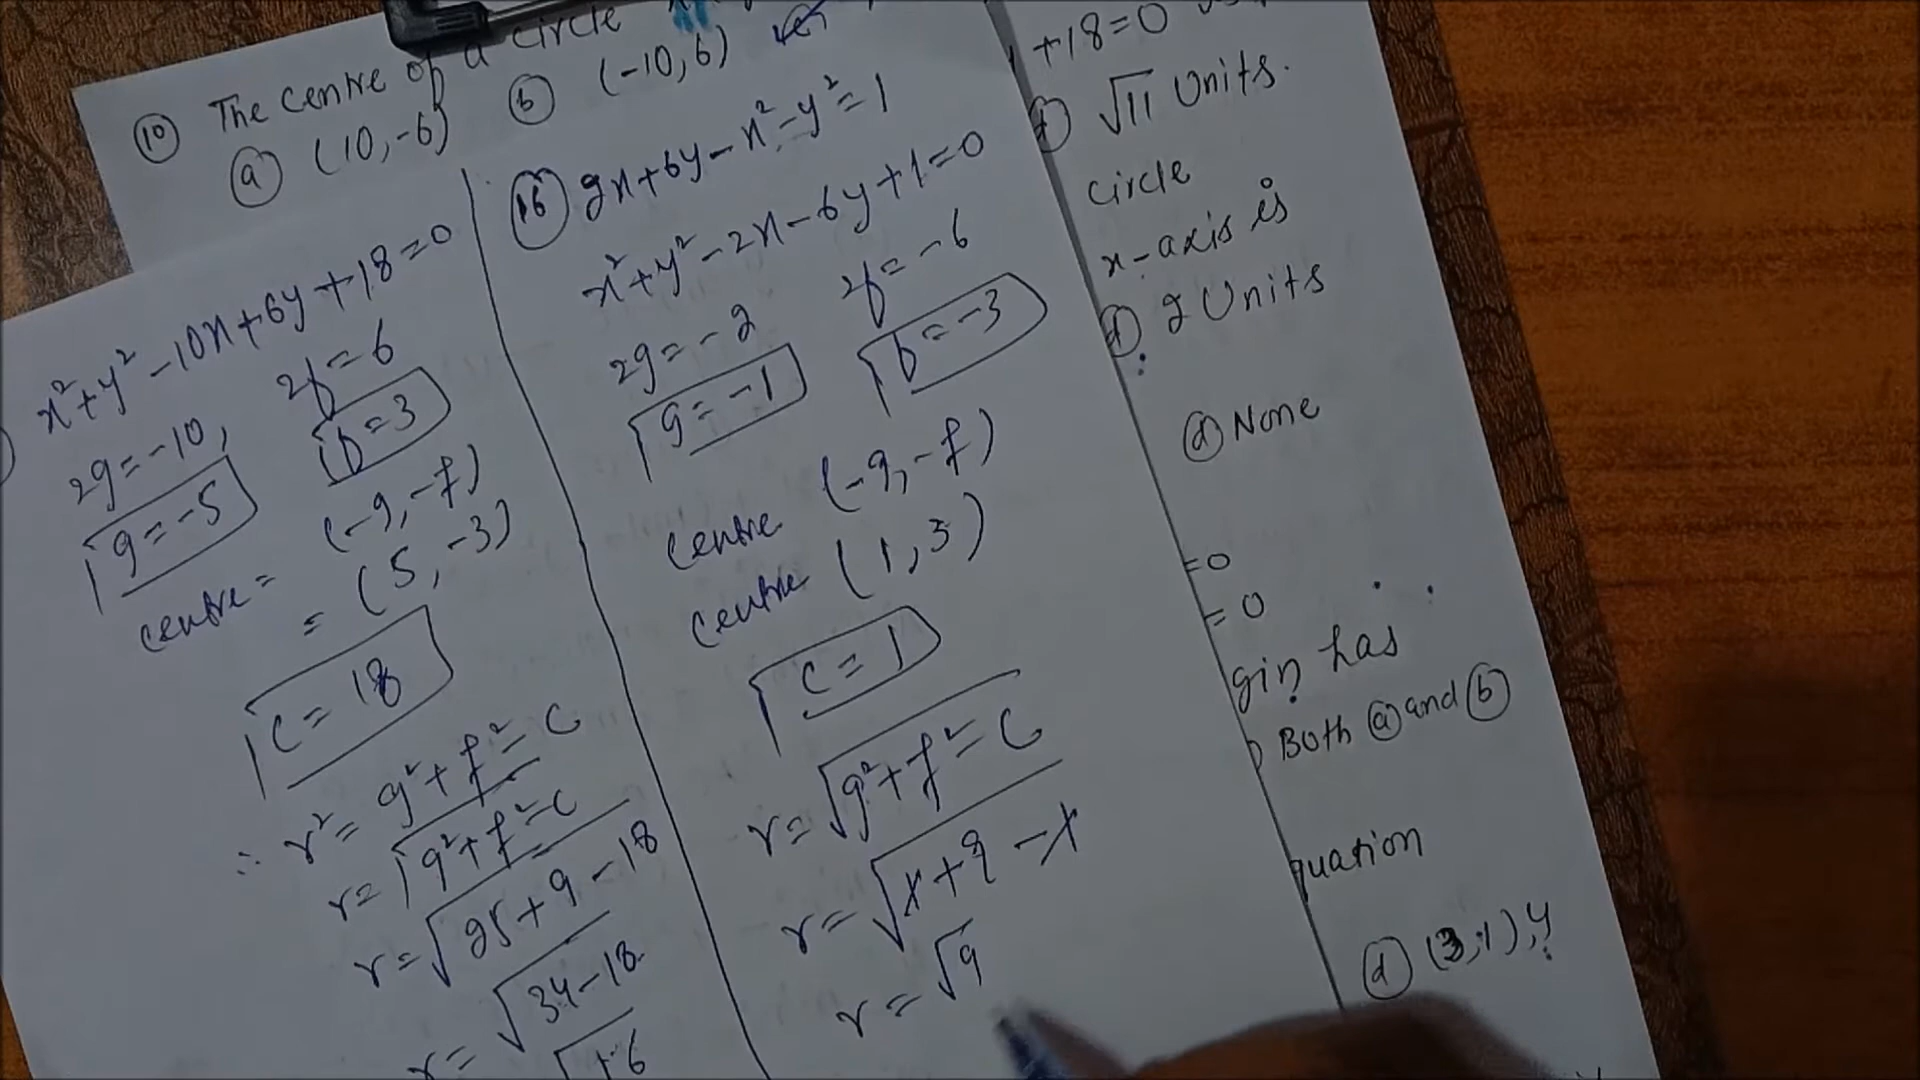 ⑩ The centre of a circle
ⓐ (10,-6) ⓑ (-10,6)
x²+y²-10x+6y+18=0
2g=-10, 2f=6
g=-5 f=3
centre = (-g,-f)
= (5,-3)
c=18
∴ r²= g²+f²-c
r= √g²+f²-c
r= √25+9-18
r= √34-18
√16
⑯ 2x+6y-x²-y²=1
x²+y²-2x-6y+1=0
2g=-2 2f=-6
g=-1 f=-3
centre (-g,-f)
centre (1,3)
c=1
r= √g²+f²-c
r= √1+9-1
r= √9
+18=0
ⓓ √11 Units.
circle
x-axis is
ⓓ 2 Units
ⓓ None
=0
=0
gin has
Both ⓐ and ⓑ
quation
ⓓ (3,1),4